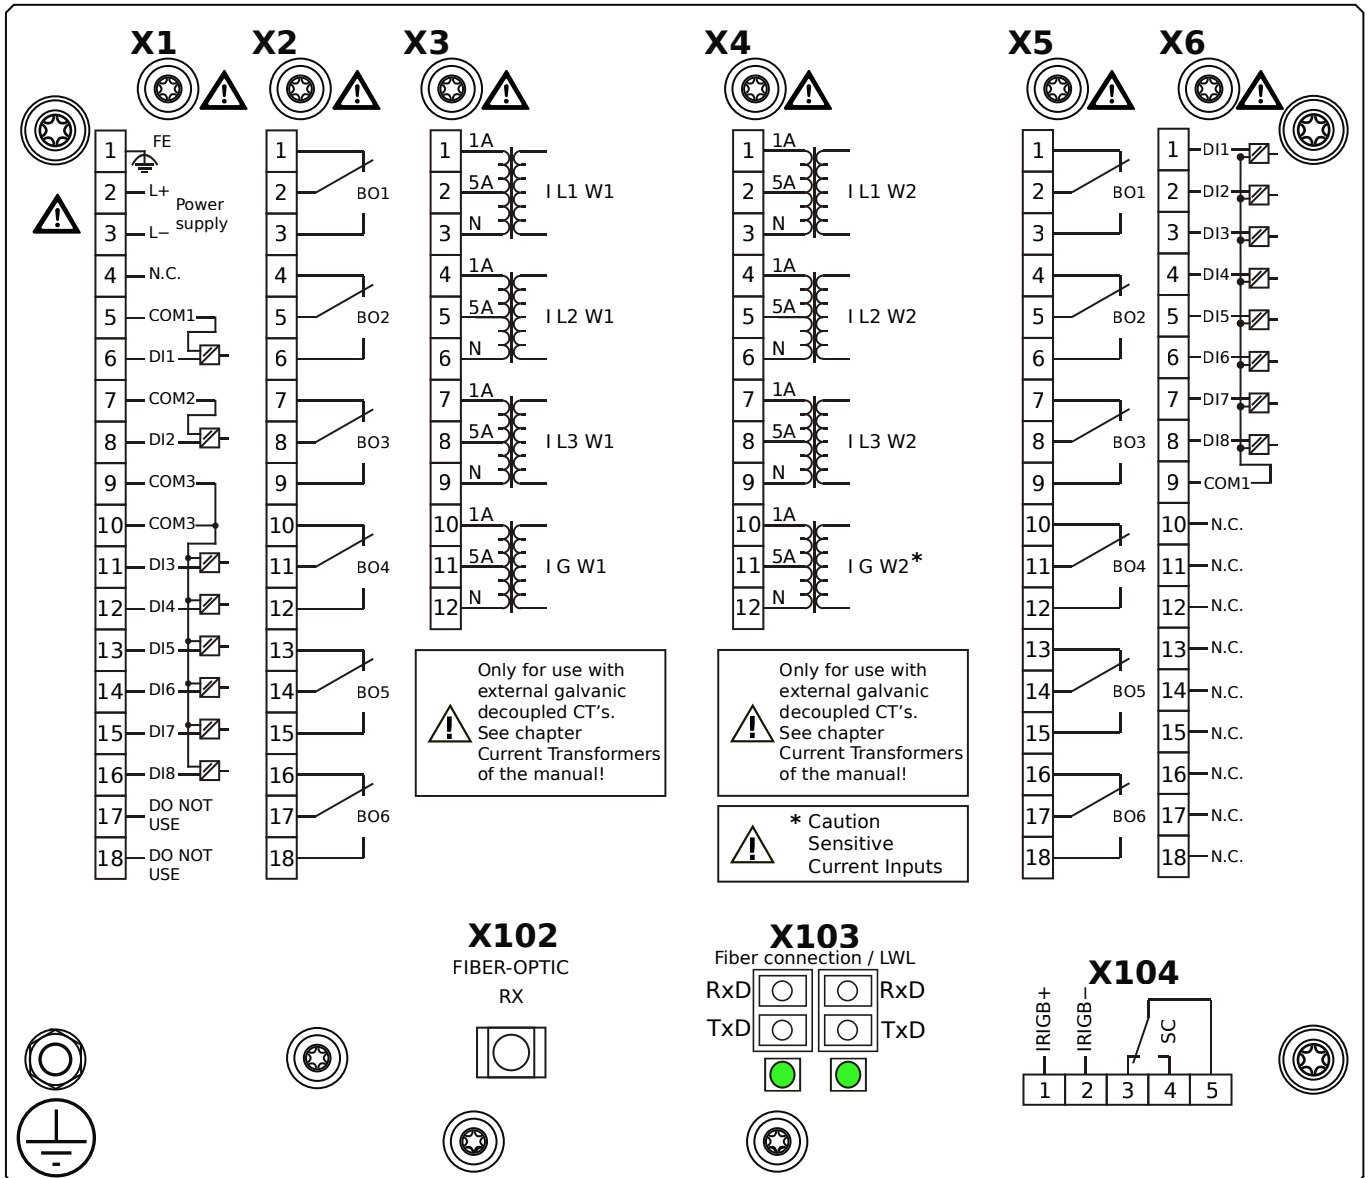 X1 X2 X3 X4 X5 X6
1 FE
2 L+
Power
supply
3 L−
4 N.C.
5 COM1
6 DI1
7 COM2
8 DI2
9 COM3
10 COM3
11 DI3
12 DI4
13 DI5
14 DI6
15 DI7
16 DI8
17 DO NOT
USE
18 DO NOT
USE
1
2 BO1
3
4
5 BO2
6
7
8 BO3
9
10
11 BO4
12
13
14 BO5
15
16
17 BO6
18
1 1A
2 5A I L1 W1
3 N
4 1A
5 5A I L2 W1
6 N
7 1A
8 5A I L3 W1
9 N
10 1A
11 5A I G W1
12 N
Only for use with
external galvanic
decoupled CT's.
See chapter
Current Transformers
of the manual!
1 1A
2 5A I L1 W2
3 N
4 1A
5 5A I L2 W2
6 N
7 1A
8 5A I L3 W2
9 N
10 1A
11 5A I G W2*
12 N
Only for use with
external galvanic
decoupled CT's.
See chapter
Current Transformers
of the manual!
* Caution
Sensitive
Current Inputs
1
2 BO1
3
4
5 BO2
6
7
8 BO3
9
10
11 BO4
12
13
14 BO5
15
16
17 BO6
18
1 DI1
2 DI2
3 DI3
4 DI4
5 DI5
6 DI6
7 DI7
8 DI8
9 COM1
10 N.C.
11 N.C.
12 N.C.
13 N.C.
14 N.C.
15 N.C.
16 N.C.
17 N.C.
18 N.C.
X102
FIBER-OPTIC
RX
X103
Fiber connection / LWL
RxD RxD
TxD TxD
X104
IRIGB+ IRIGB− SC
1 2 3 4 5